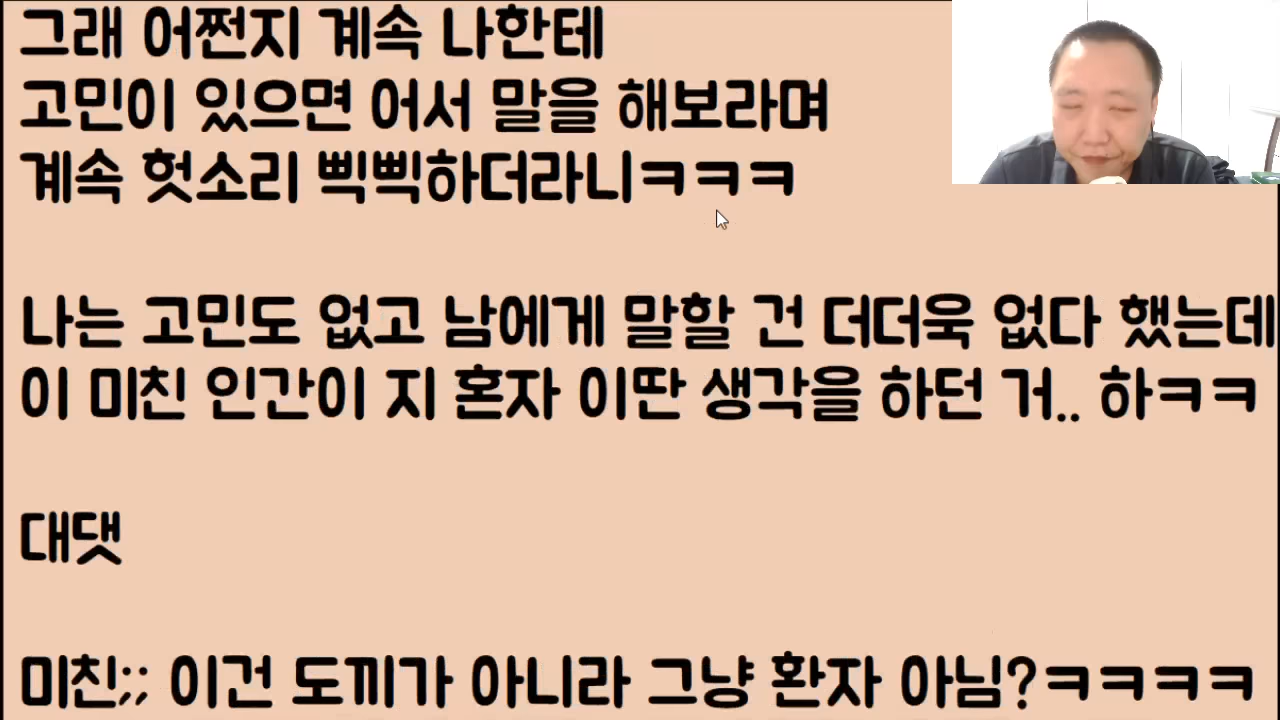 그래 어쩐지 계속 나한테
고민이 있으면 어서 말을 해보라며
계속 헛소리 삑삑하더라니ㅋㅋㅋ
나는 고민도 없고 남에게 말할 건 더더욱 없다 했는데
이 미친 인간이 지 혼자 이딴 생각을 하던 거.. 하ㅋㅋ
대댓
미친;; 이건 도끼가 아니라 그냥 환자 아님?ㅋㅋㅋㅋ